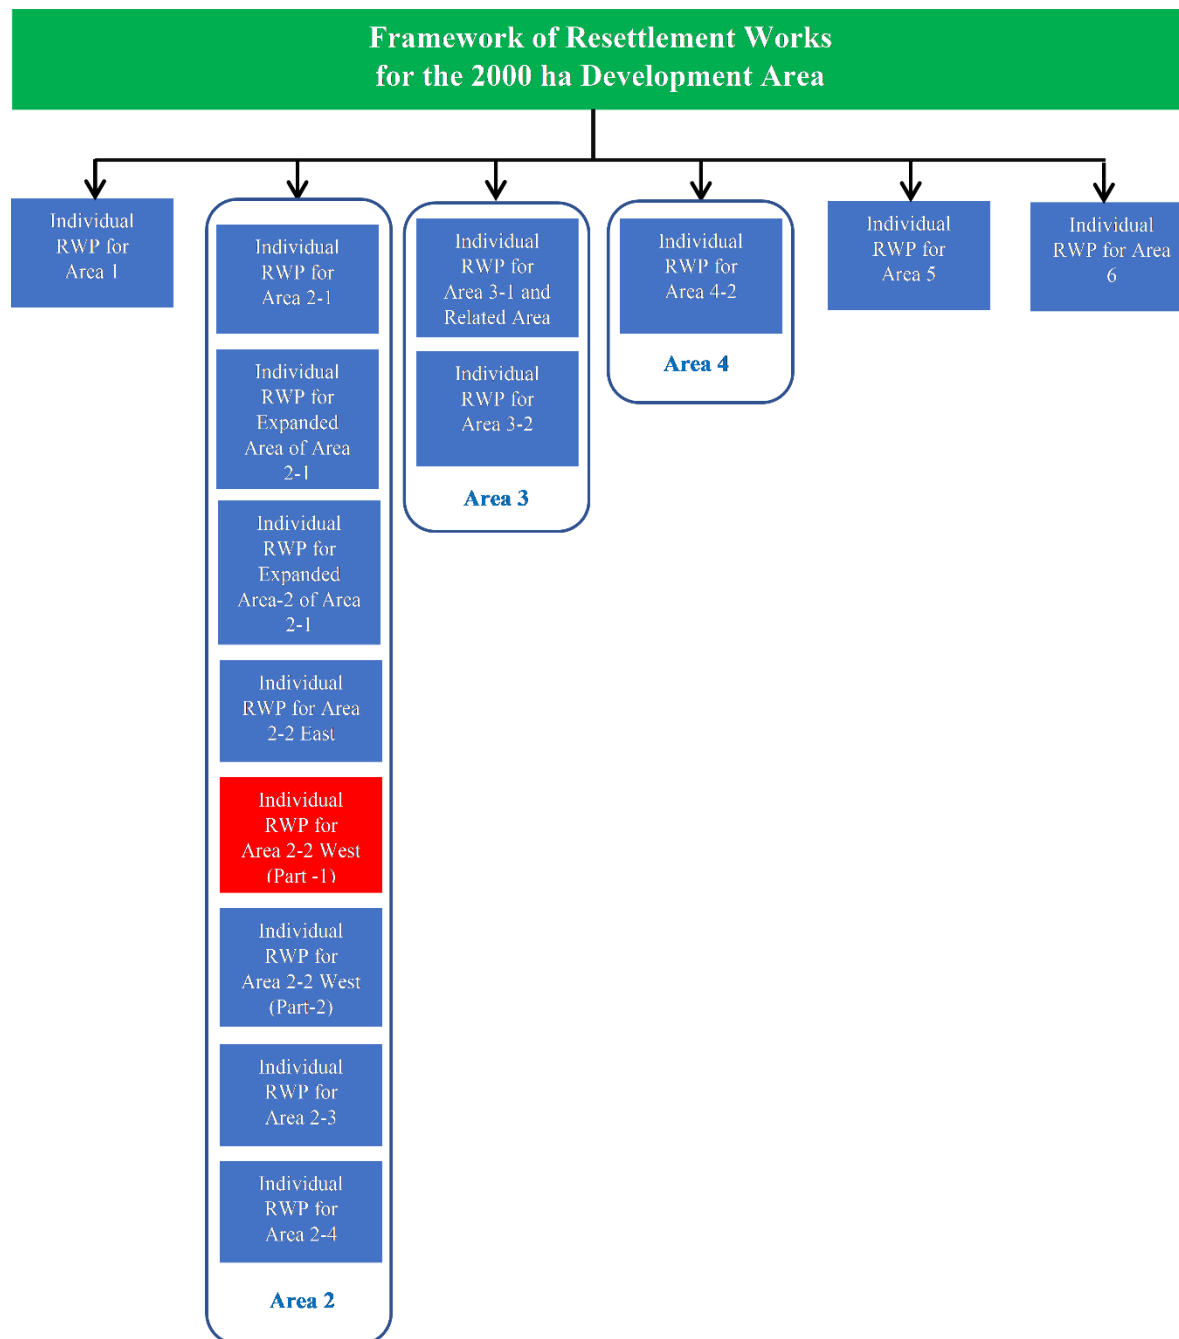 Framework of Resettlement Works
for the 2000 ha Development Area
Individual
RWP for
Area 1
Individual
RWP for
Area 2-1
Individual
RWP for
Expanded
Area of Area
2-1
Individual
RWP for
Expanded
Area-2 of Area
2-1
Individual
RWP for Area
2-2 East
Individual
RWP for
Area 2-2 West
(Part -1)
Individual
RWP for
Area 2-2 West
(Part-2)
Individual
RWP for
Area 2-3
Individual
RWP for
Area 2-4
Area 2
Individual
RWP for
Area 3-1 and
Related Area
Individual
RWP for
Area 3-2
Area 3
Individual
RWP for
Area 4-2
Area 4
Individual
RWP for
Area 5
Individual
RWP for Area
6